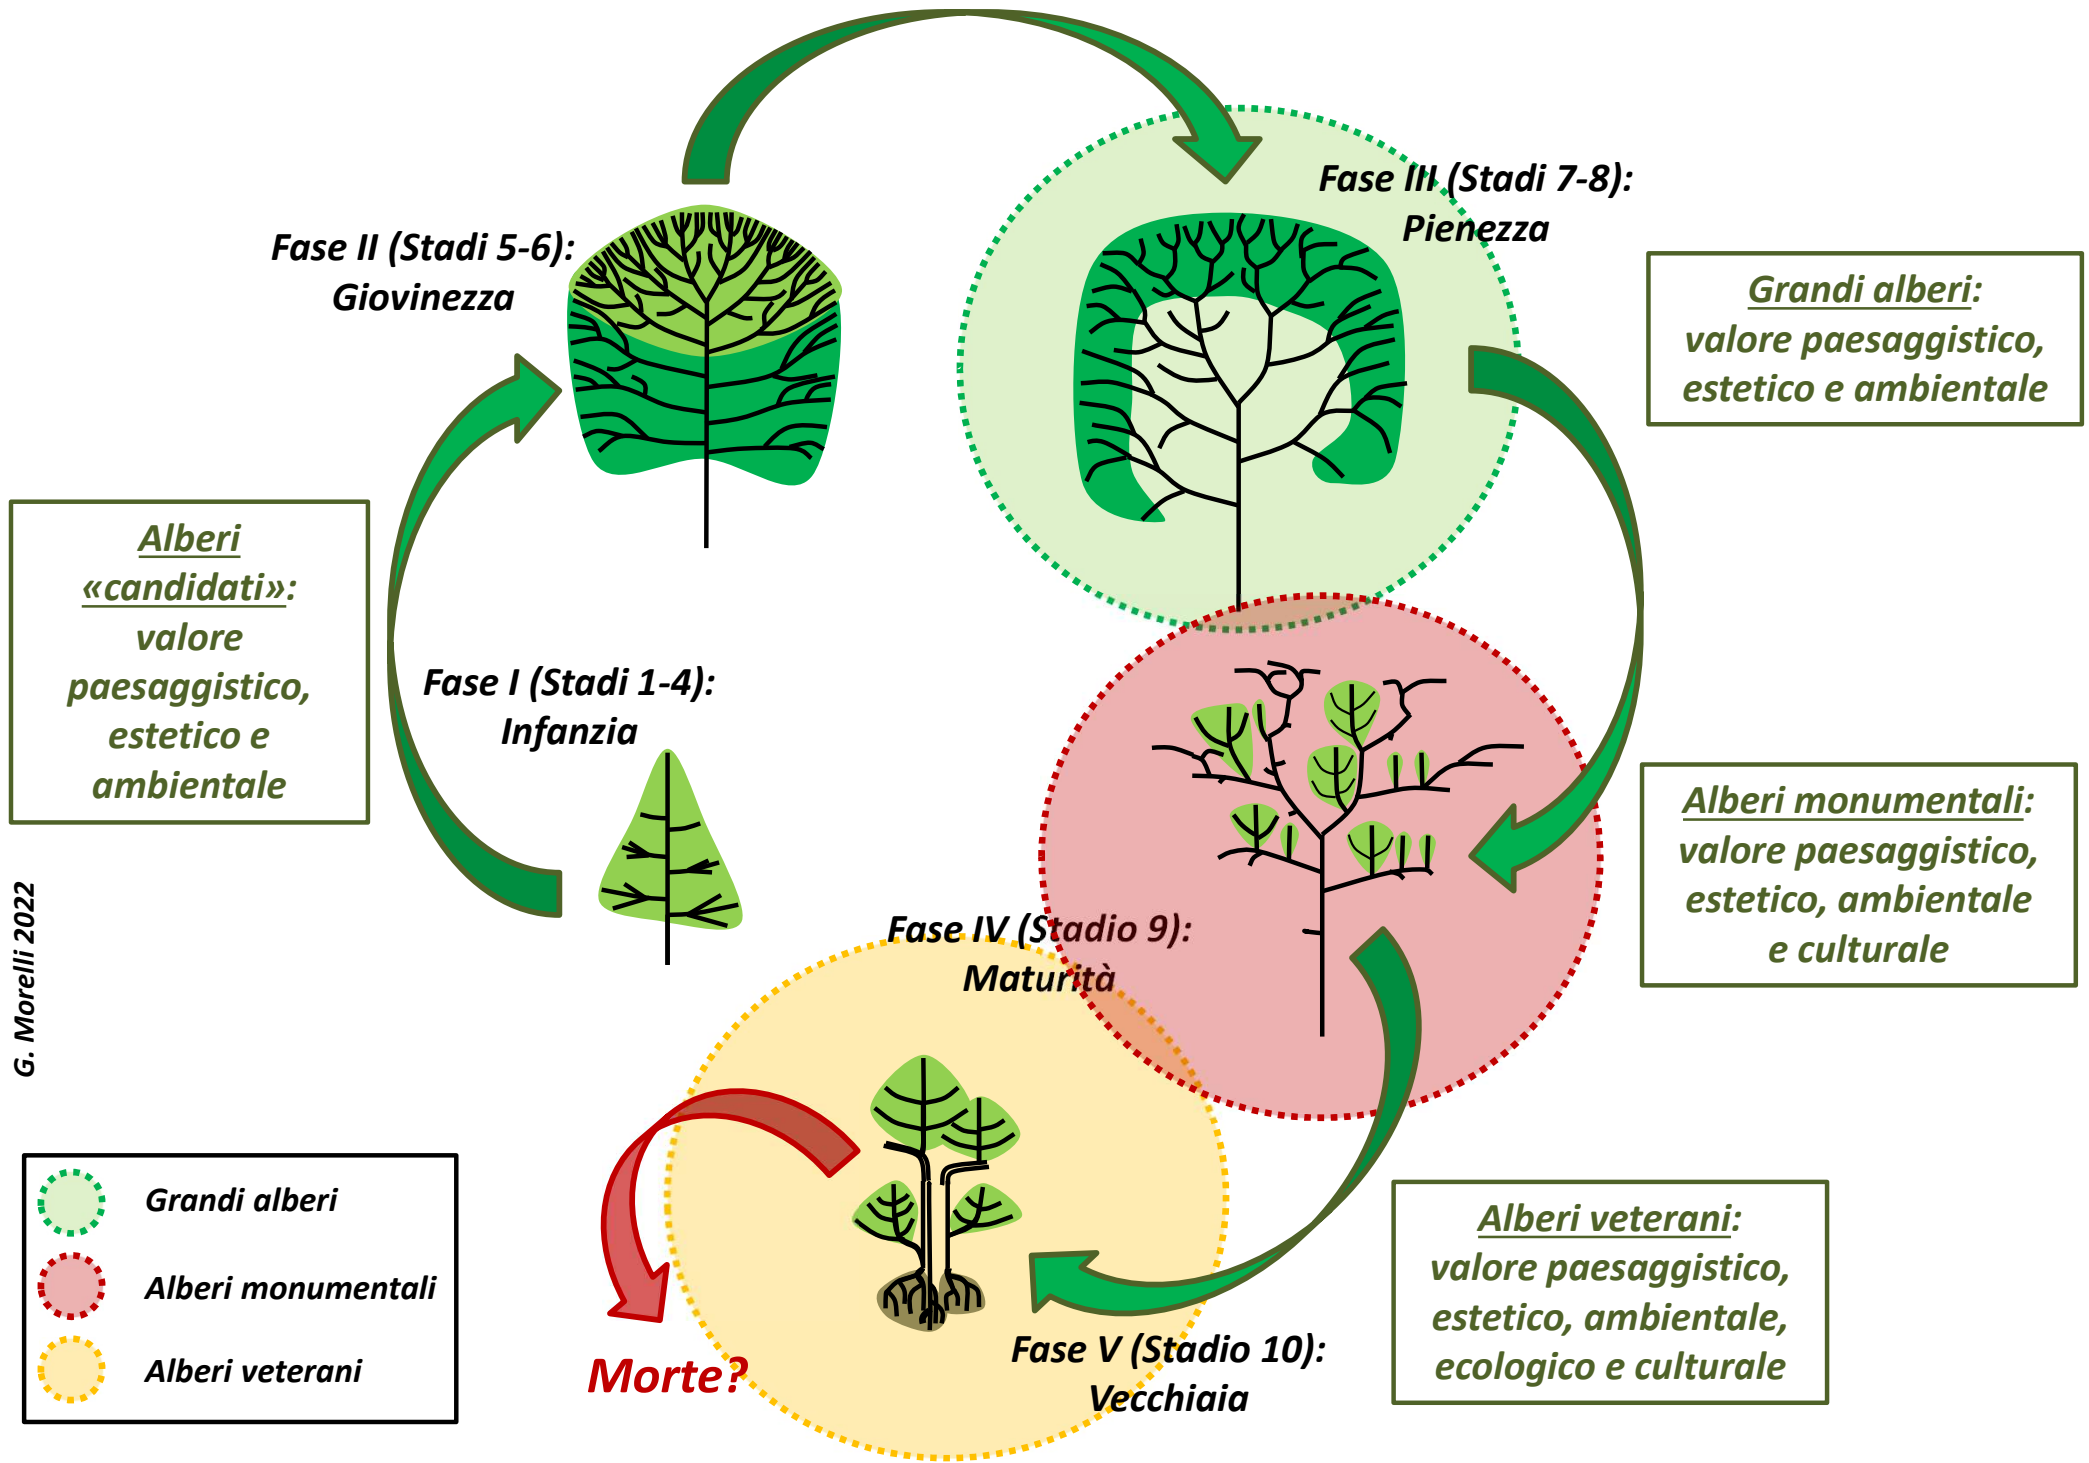 Fase II (Stadi 5-6):
Giovinezza
Fase III (Stadi 7-8):
Pienezza
Grandi alberi:
valore paesaggistico,
estetico e ambientale
Alberi
«candidati»:
valore
paesaggistico,
estetico e
ambientale
Fase I (Stadi 1-4):
Infanzia
Alberi monumentali:
valore paesaggistico,
estetico, ambientale
e culturale
Fase IV (Stadio 9):
Maturità
G. Morelli 2022
Grandi alberi
Alberi monumentali
Alberi veterani
Morte?
Fase V (Stadio 10):
Vecchiaia
Alberi veterani:
valore paesaggistico,
estetico, ambientale,
ecologico e culturale